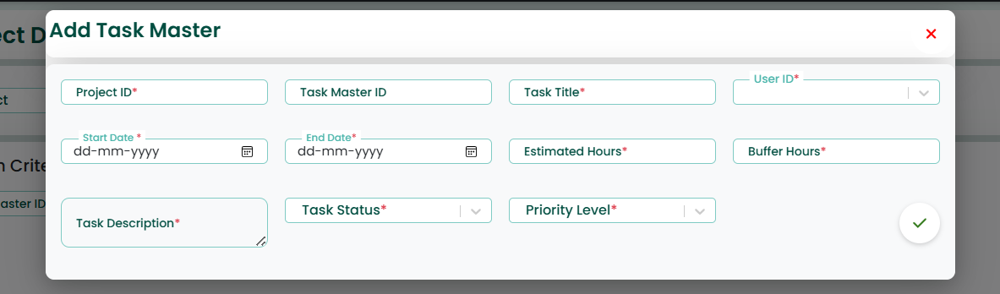 ect D
Add Task Master
Project ID*
Task Master ID
Task Title*
User ID*
ct
Start Date *
dd-mm-yyyy
End Date*
dd-mm-yyyy
Estimated Hours*
Buffer Hours*
n Crite
aster ID
Task Description*
Task Status*
Priority Level*